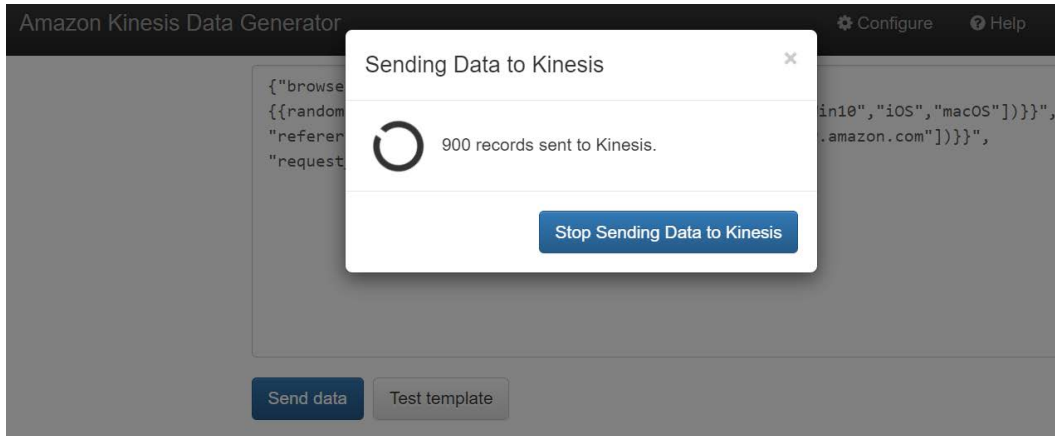 Amazon Kinesis Data Generator
Configure
Help
Sending Data to Kinesis
×
{"browse
{{random
in10","iOS","macOS"])}}",
"referer
.amazon.com"])}}",
"request
900 records sent to Kinesis.
Stop Sending Data to Kinesis
Send data
Test template